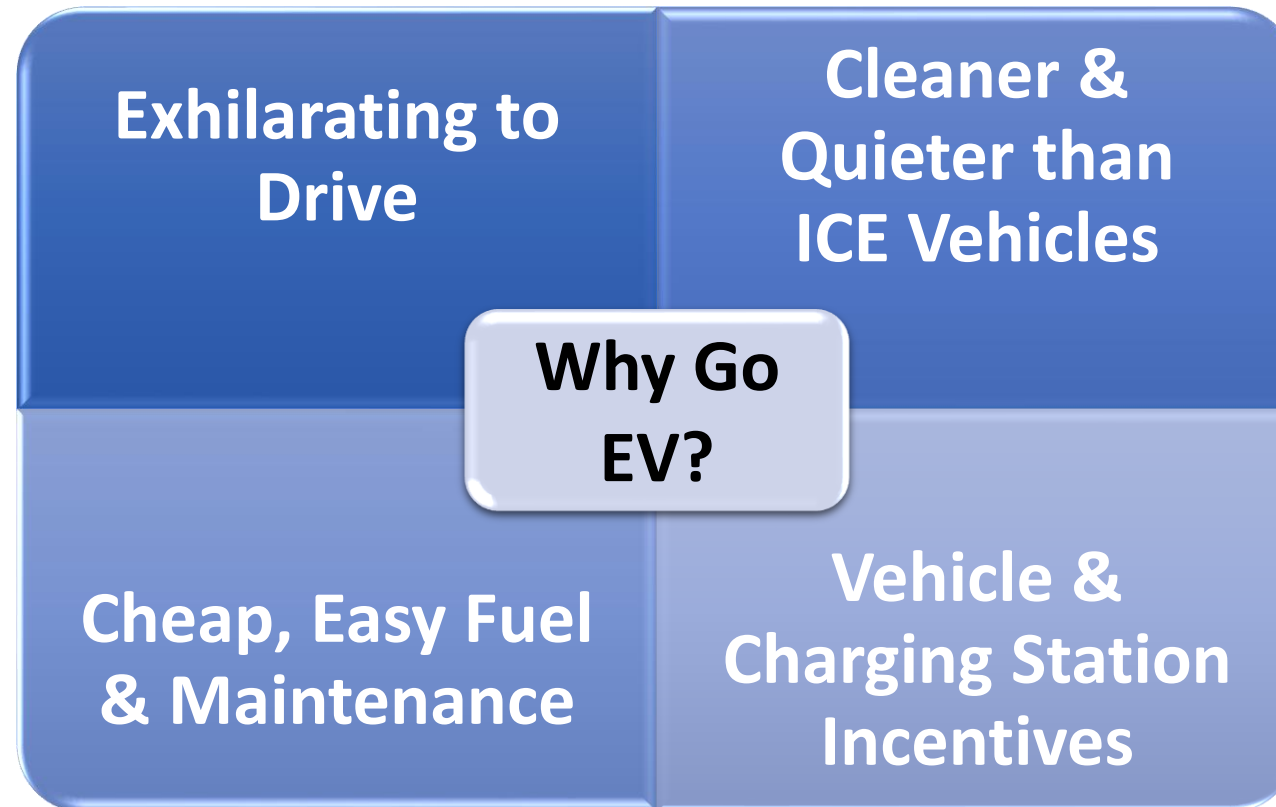 Exhilarating to
Drive
Cleaner &
Quieter than
ICE Vehicles
Why Go
EV?
Cheap, Easy Fuel
& Maintenance
Vehicle &
Charging Station
Incentives